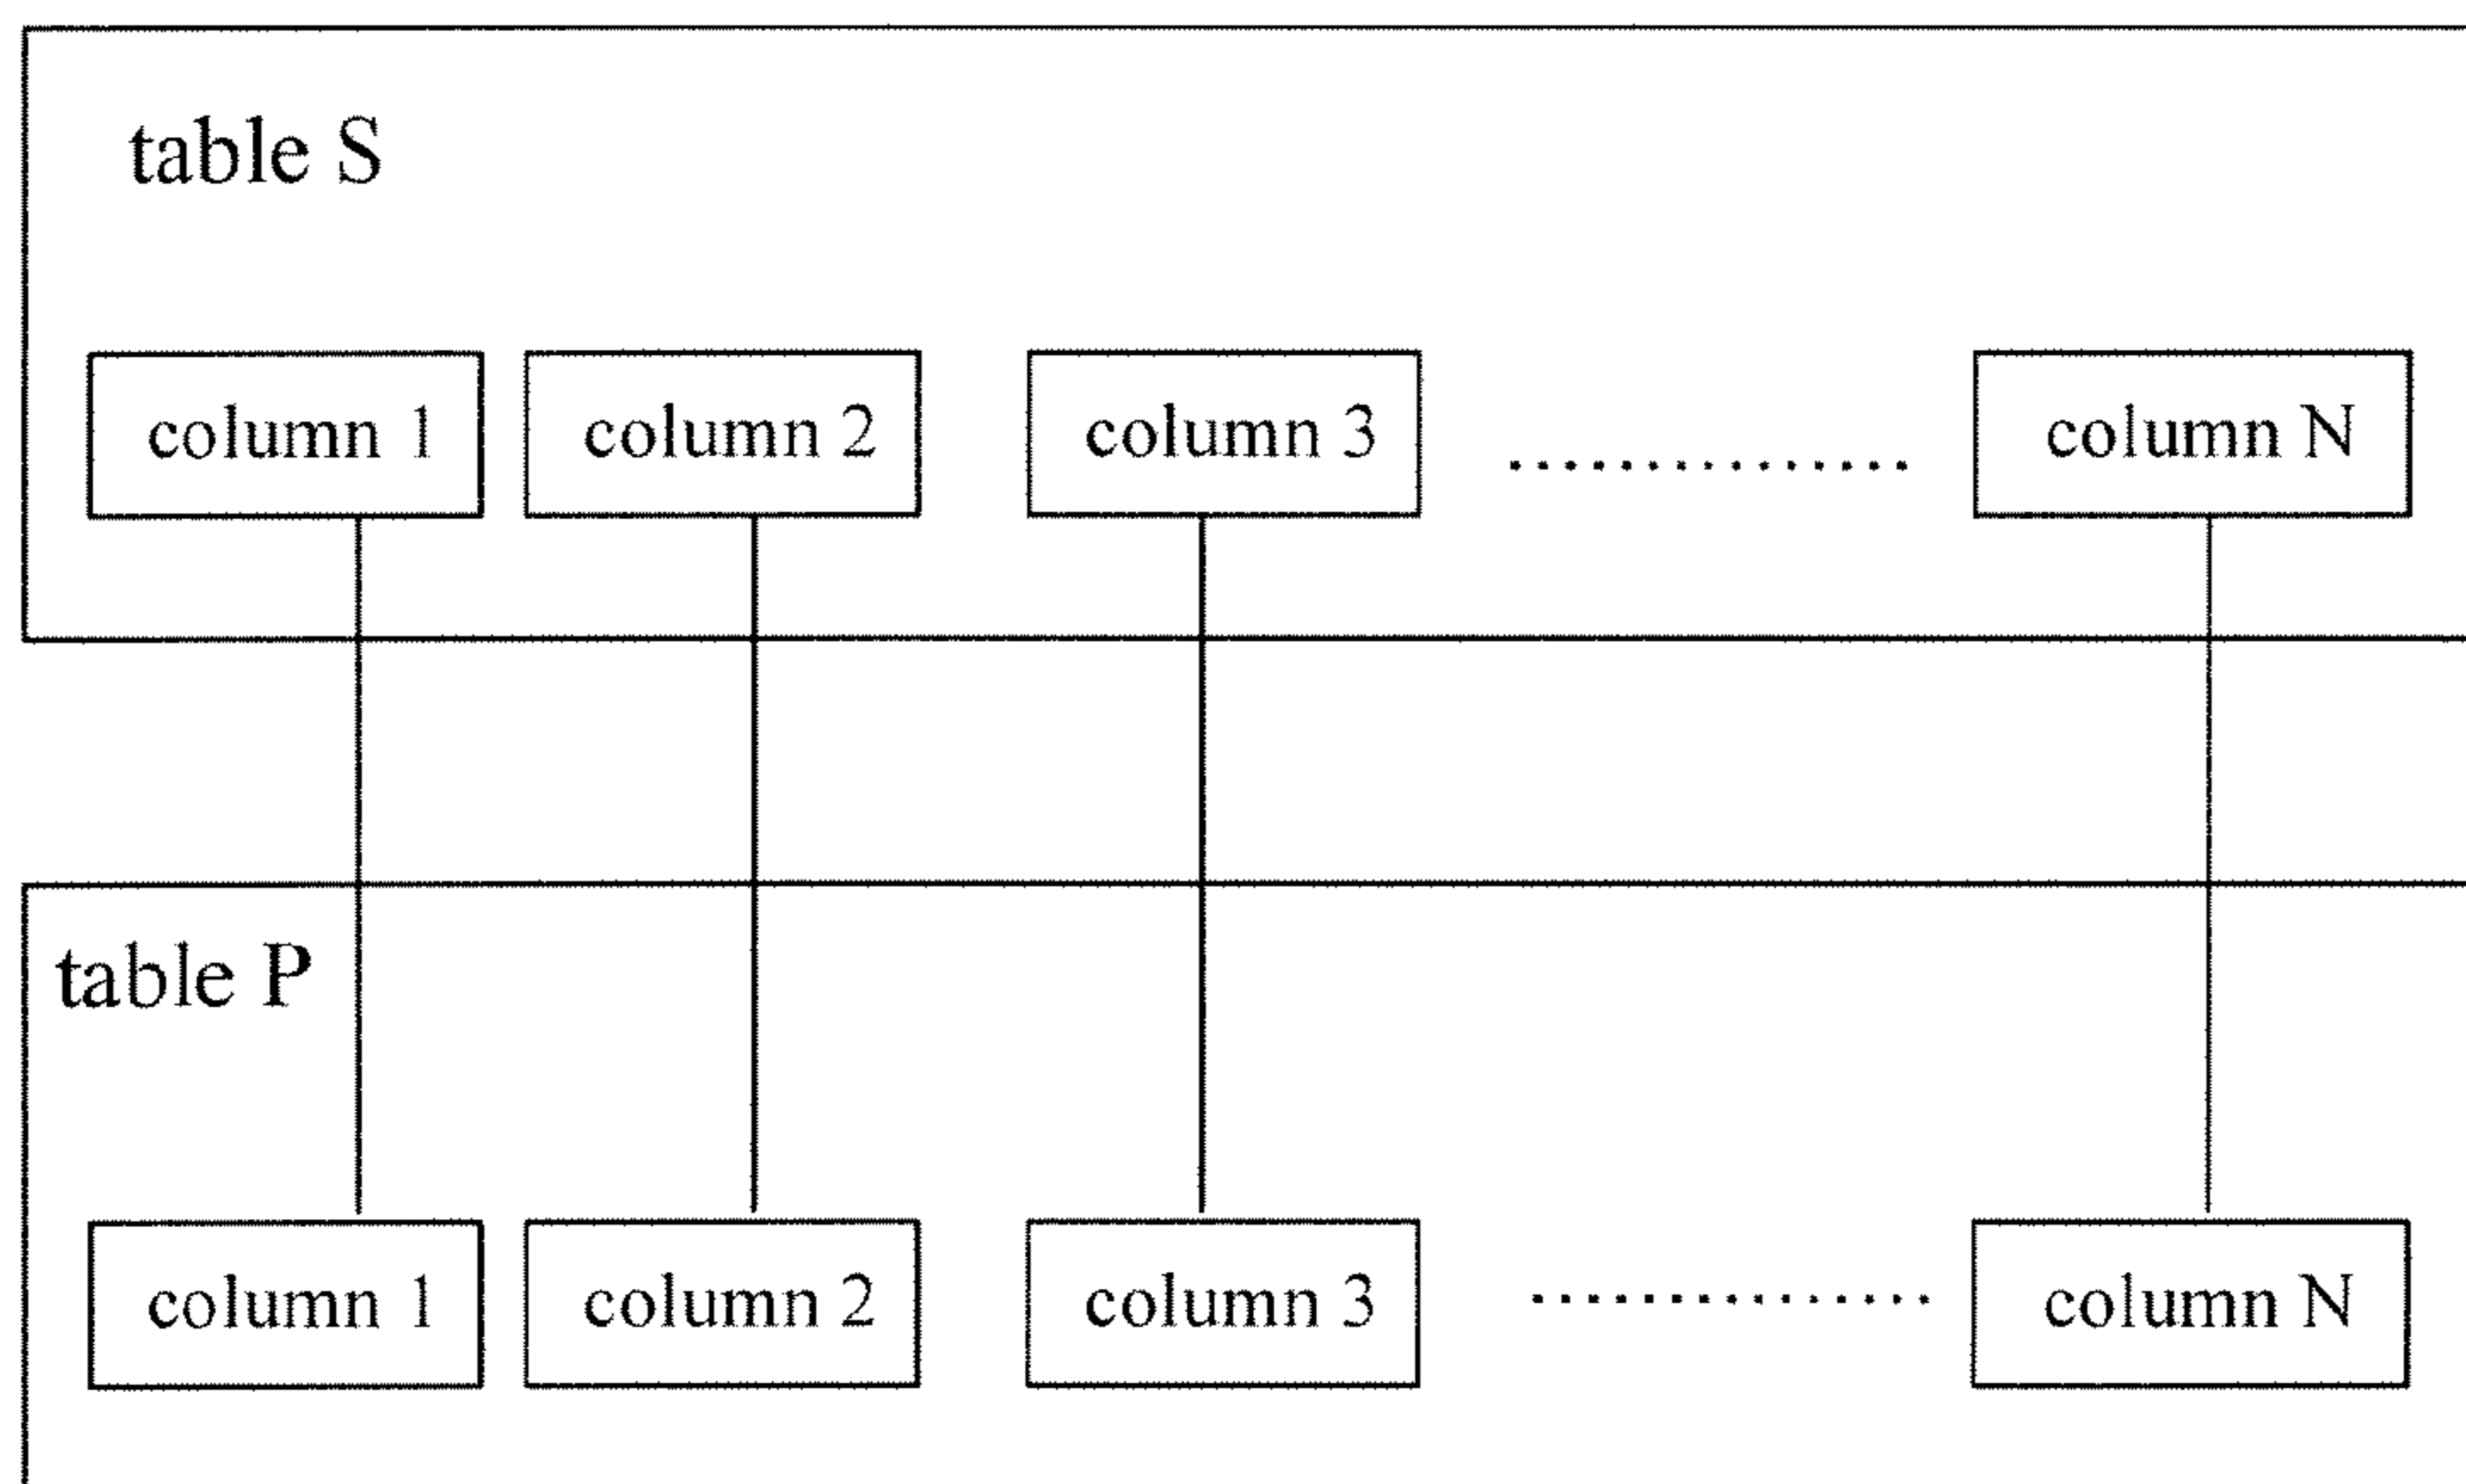 table S
column 1 column 2 column 3 ............... column N
table P
column 1 column 2 column 3 ............... column N